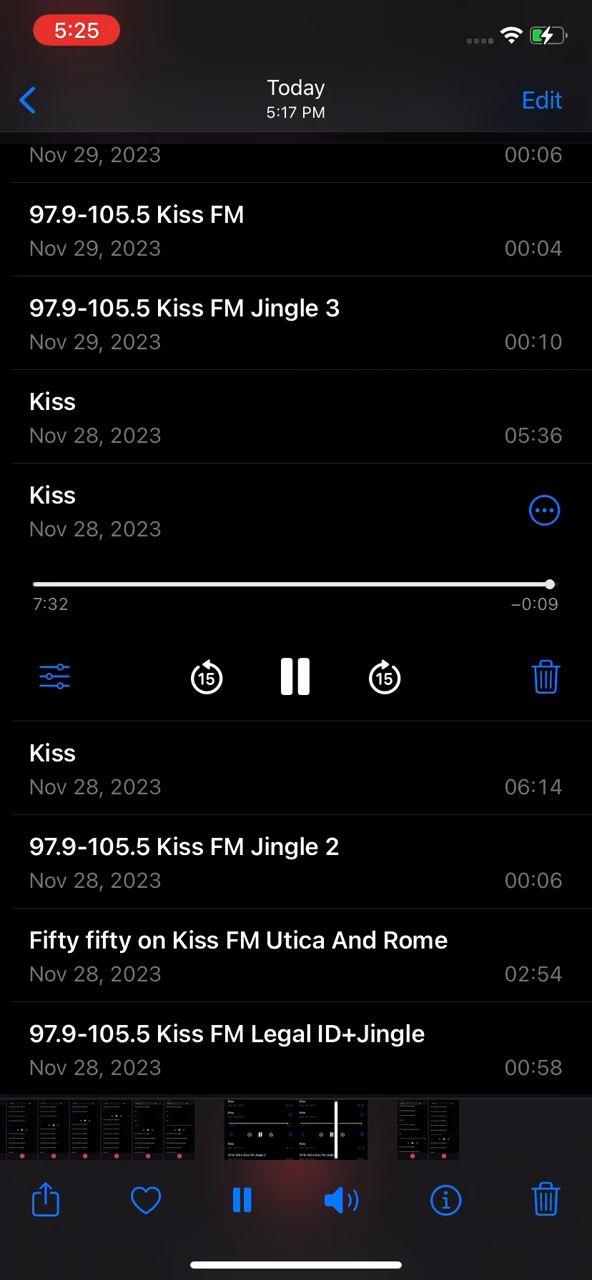 5:25
Today
5:17 PM
Edit
Nov 29, 2023 00:06
97.9-105.5 Kiss FM
Nov 29, 2023 00:04
97.9-105.5 Kiss FM Jingle 3
Nov 29, 2023 00:10
Kiss
Nov 28, 2023 05:36
Kiss
Nov 28, 2023
7:32 −0:09
15 15
Kiss
Nov 28, 2023 06:14
97.9-105.5 Kiss FM Jingle 2
Nov 28, 2023 00:06
Fifty fifty on Kiss FM Utica And Rome
Nov 28, 2023 02:54
97.9-105.5 Kiss FM Legal ID+Jingle
Nov 28, 2023 00:58